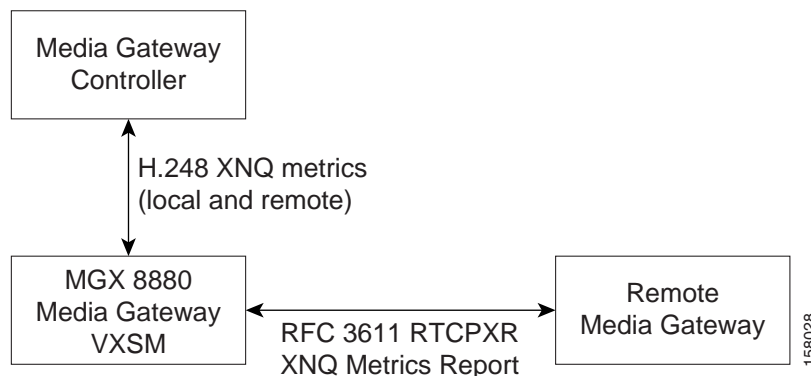 Media Gateway
Controller
H.248 XNQ metrics
(local and remote)
MGX 8880
Media Gateway
VXSM
RFC 3611 RTCPXR
XNQ Metrics Report
Remote
Media Gateway
158028